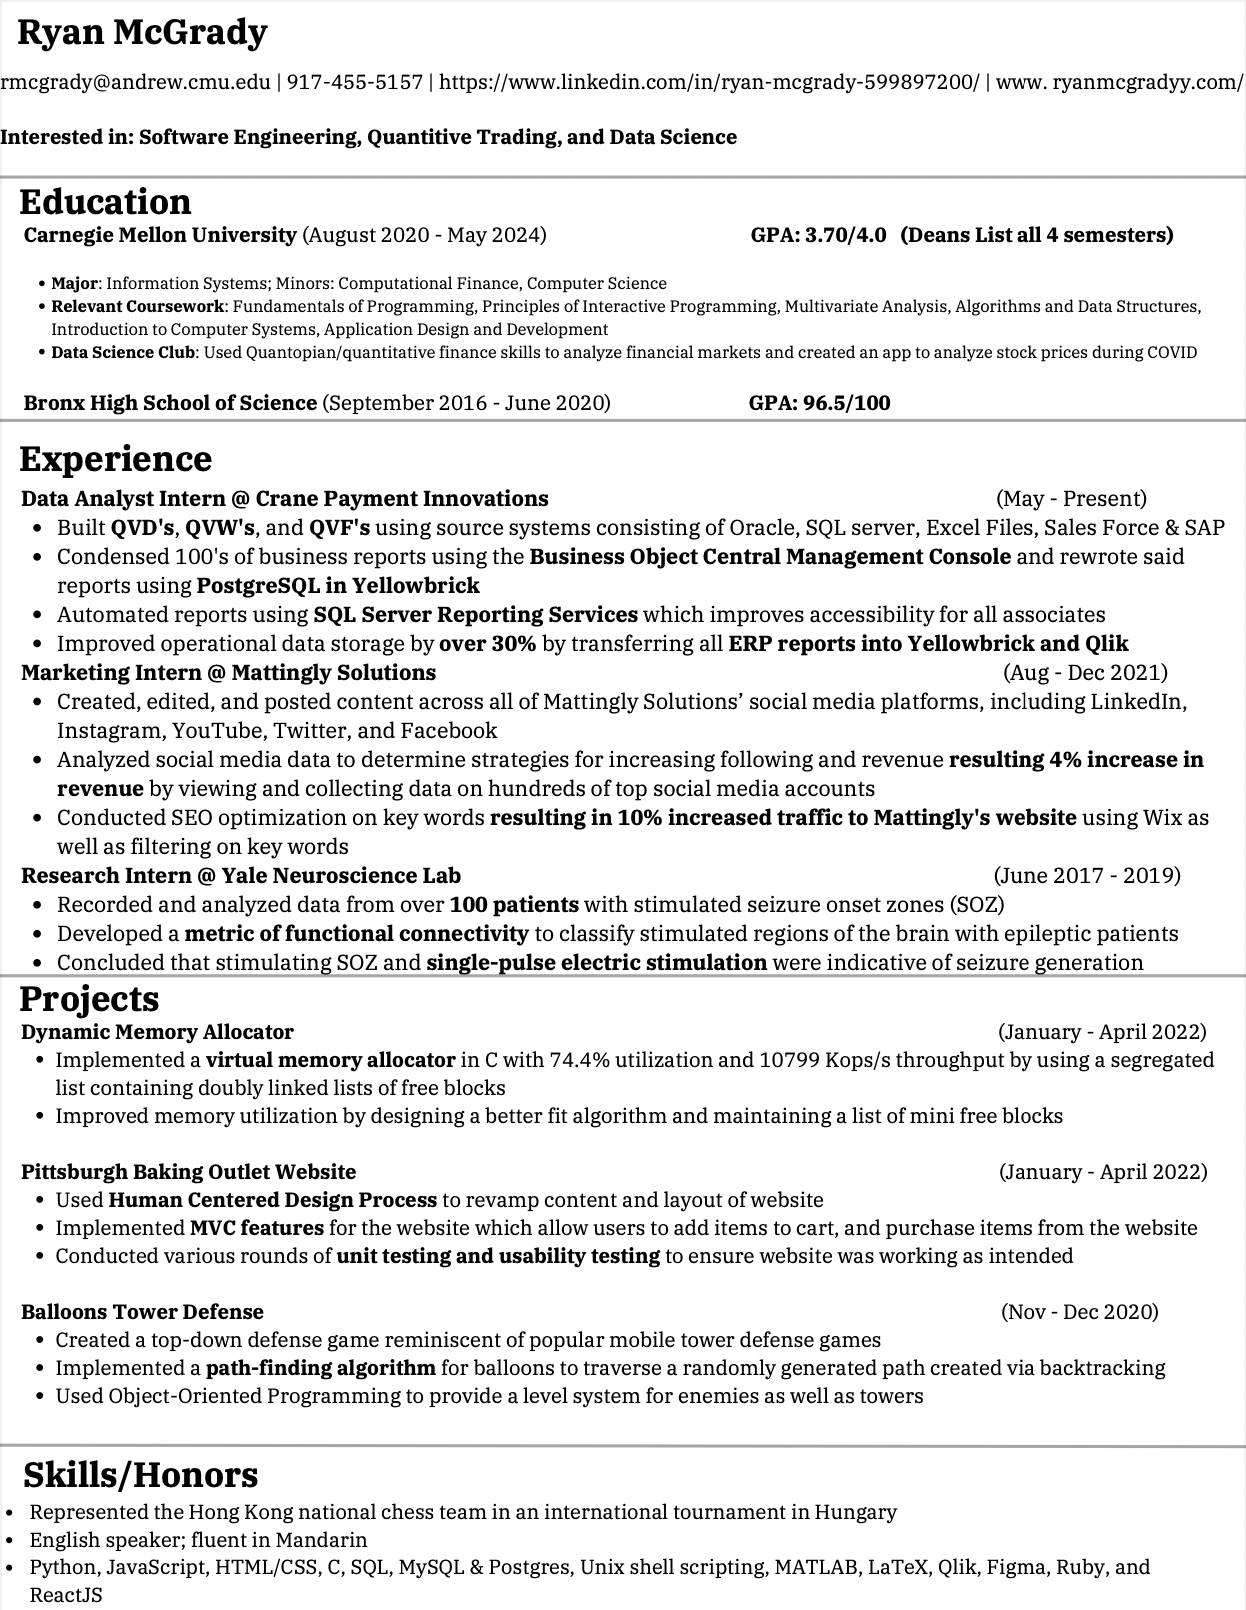 Ryan McGrady
rmcgrady@andrew.cmu.edu | 917-455-5157 | https://www.linkedin.com/in/ryan-mcgrady-599897200/ | www. ryanmcgradyy.com/
Interested in: Software Engineering, Quantitive Trading, and Data Science
Education
Carnegie Mellon University (August 2020 - May 2024) GPA: 3.70/4.0 (Deans List all 4 semesters)
• Major: Information Systems; Minors: Computational Finance, Computer Science
• Relevant Coursework: Fundamentals of Programming, Principles of Interactive Programming, Multivariate Analysis, Algorithms and Data Structures,
Introduction to Computer Systems, Application Design and Development
• Data Science Club: Used Quantopian/quantitative finance skills to analyze financial markets and created an app to analyze stock prices during COVID
Bronx High School of Science (September 2016 - June 2020) GPA: 96.5/100
Experience
Data Analyst Intern @ Crane Payment Innovations (May - Present)
• Built QVD's, QVW's, and QVF's using source systems consisting of Oracle, SQL server, Excel Files, Sales Force & SAP
• Condensed 100's of business reports using the Business Object Central Management Console and rewrote said
reports using PostgreSQL in Yellowbrick
• Automated reports using SQL Server Reporting Services which improves accessibility for all associates
• Improved operational data storage by over 30% by transferring all ERP reports into Yellowbrick and Qlik
Marketing Intern @ Mattingly Solutions (Aug - Dec 2021)
• Created, edited, and posted content across all of Mattingly Solutions’ social media platforms, including LinkedIn,
Instagram, YouTube, Twitter, and Facebook
• Analyzed social media data to determine strategies for increasing following and revenue resulting 4% increase in
revenue by viewing and collecting data on hundreds of top social media accounts
• Conducted SEO optimization on key words resulting in 10% increased traffic to Mattingly's website using Wix as
well as filtering on key words
Research Intern @ Yale Neuroscience Lab (June 2017 - 2019)
• Recorded and analyzed data from over 100 patients with stimulated seizure onset zones (SOZ)
• Developed a metric of functional connectivity to classify stimulated regions of the brain with epileptic patients
• Concluded that stimulating SOZ and single-pulse electric stimulation were indicative of seizure generation
Projects
Dynamic Memory Allocator (January - April 2022)
• Implemented a virtual memory allocator in C with 74.4% utilization and 10799 Kops/s throughput by using a segregated
list containing doubly linked lists of free blocks
• Improved memory utilization by designing a better fit algorithm and maintaining a list of mini free blocks
Pittsburgh Baking Outlet Website (January - April 2022)
• Used Human Centered Design Process to revamp content and layout of website
• Implemented MVC features for the website which allow users to add items to cart, and purchase items from the website
• Conducted various rounds of unit testing and usability testing to ensure website was working as intended
Balloons Tower Defense (Nov - Dec 2020)
• Created a top-down defense game reminiscent of popular mobile tower defense games
• Implemented a path-finding algorithm for balloons to traverse a randomly generated path created via backtracking
• Used Object-Oriented Programming to provide a level system for enemies as well as towers
Skills/Honors
• Represented the Hong Kong national chess team in an international tournament in Hungary
• English speaker; fluent in Mandarin
• Python, JavaScript, HTML/CSS, C, SQL, MySQL & Postgres, Unix shell scripting, MATLAB, LaTeX, Qlik, Figma, Ruby, and
ReactJS